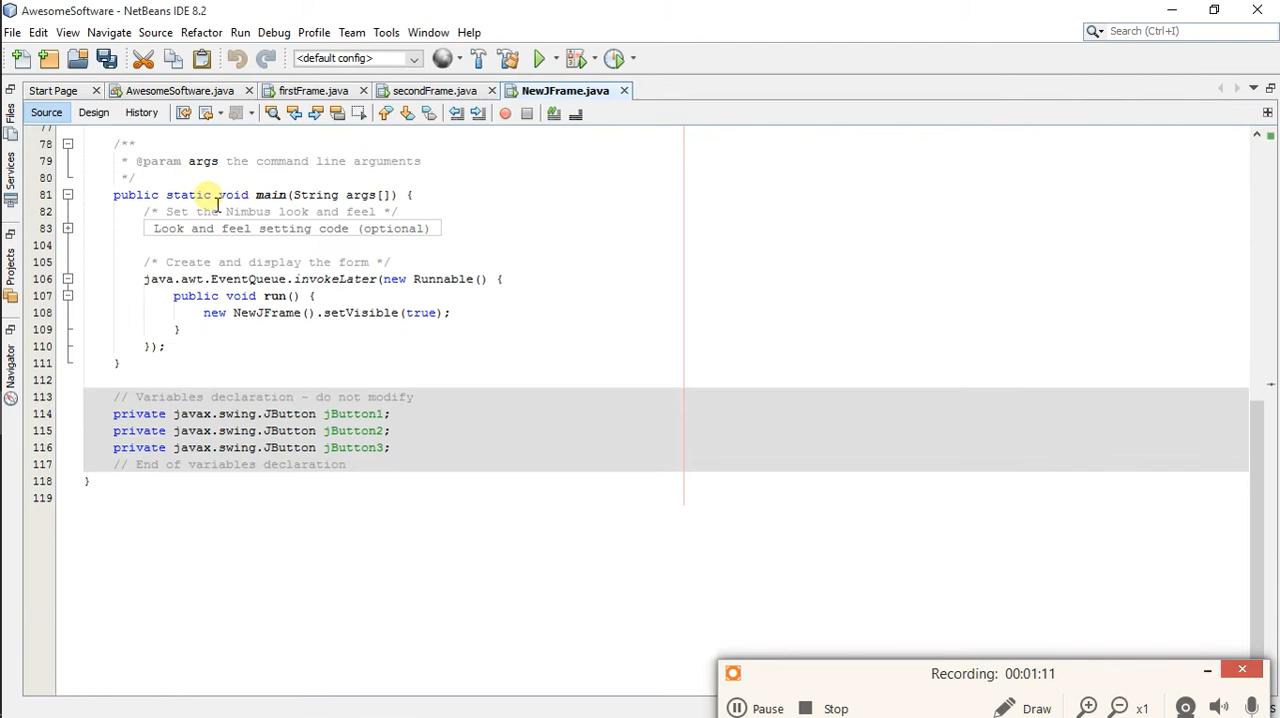 AwesomeSoftware - NetBeans IDE 8.2
File Edit View Navigate Source Refactor Run Debug Profile Team Tools Window Help
Search (Ctrl+I)
<default config>
Start Page AwesomeSoftware.java firstFrame.java secondFrame.java NewJFrame.java
Source Design History
Files
Services
Projects
Navigator
77
78 /**
79 * @param args the command line arguments
80 */
81 public static void main(String args[]) {
82 /* Set the Nimbus look and feel */
83 Look and feel setting code (optional)
104
105 /* Create and display the form */
106 java.awt.EventQueue.invokeLater(new Runnable() {
107 public void run() {
108 new NewJFrame().setVisible(true);
109 }
110 });
111 }
112
113 // Variables declaration - do not modify
114 private javax.swing.JButton jButton1;
115 private javax.swing.JButton jButton2;
116 private javax.swing.JButton jButton3;
117 // End of variables declaration
118 }
119
Recording: 00:01:11
Pause Stop Draw x1